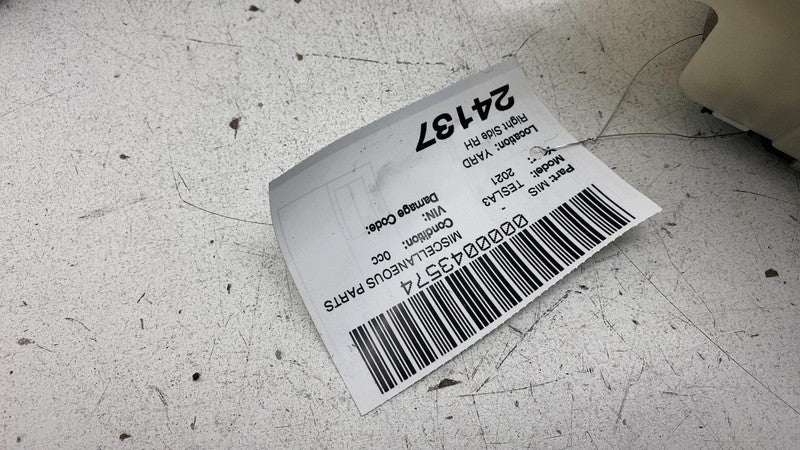 0000043574
Part: MIS - MISCELLANEOUS PARTS
Model: TESLA3 Condition: 0cc
2021 VIN:
Location: YARD Damage Code:
Right Side RH
24137